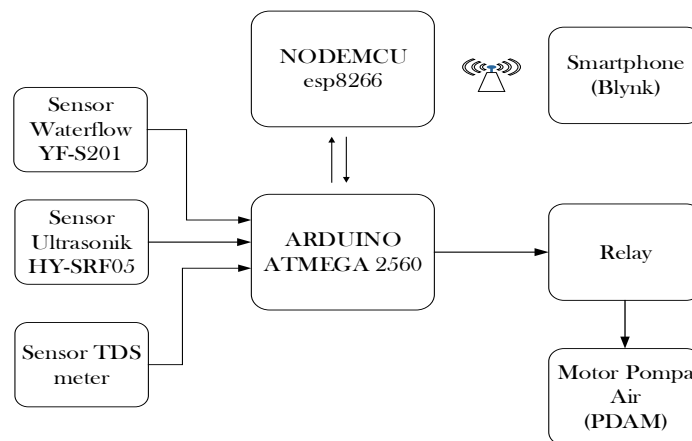 NODEMCU
esp8266
Smartphone
(Blynk)
Sensor
Waterflow
YF-S201
Sensor
Ultrasonik
HY-SRF05
ARDUINO
ATMEGA 2560
Relay
Sensor TDS
meter
Motor Pompa
Air
(PDAM)